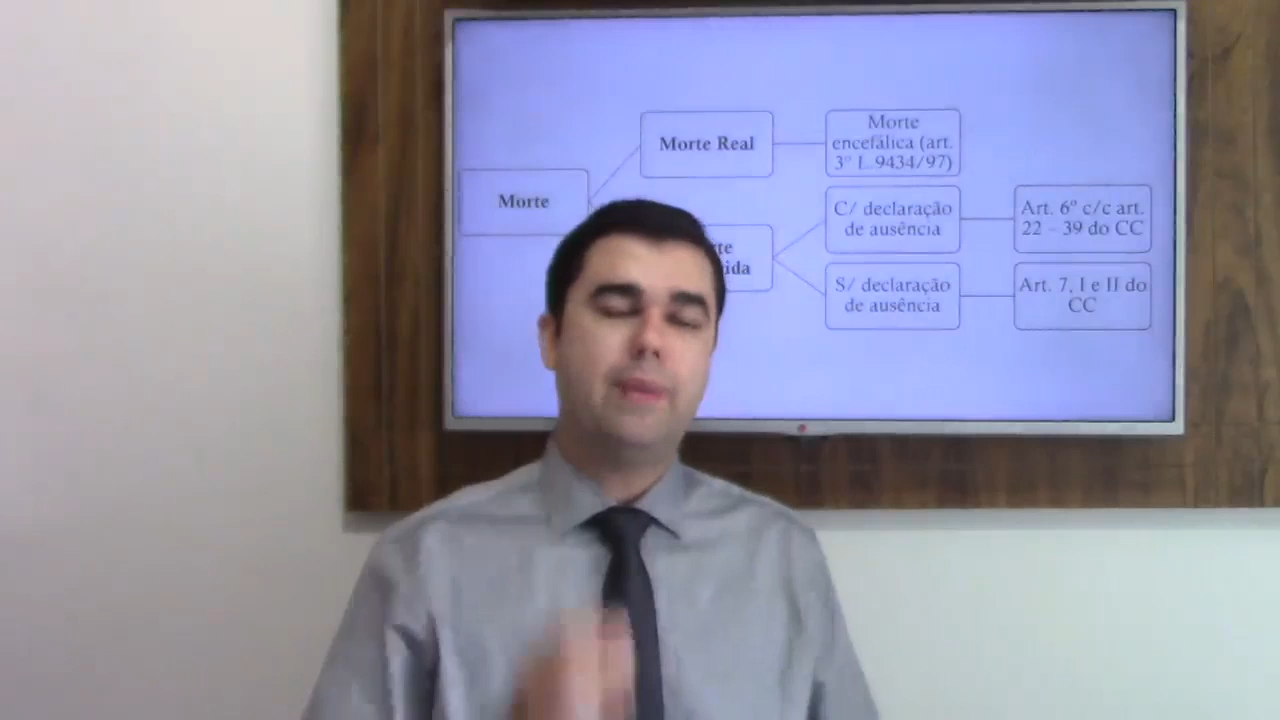 Morte Real
Morte
encefálica (art.
3º L.9434/97)
Morte
C/ declaração
de ausência
Art. 6º c/c art.
22 – 39 do CC
S/ declaração
de ausência
Art. 7, I e II do
CC